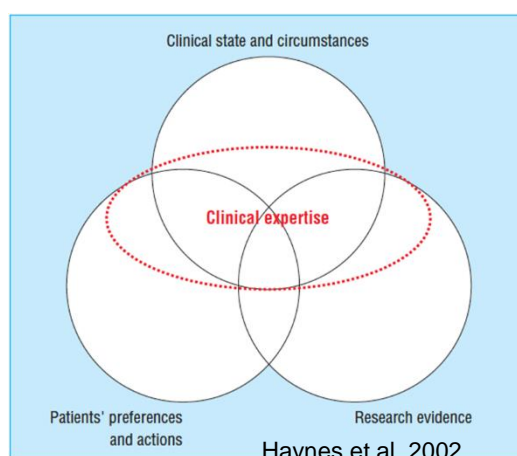 Clinical state and circumstances
Clinical expertise
Patients' preferences
and actions
Research evidence
Haynes et al, 2002